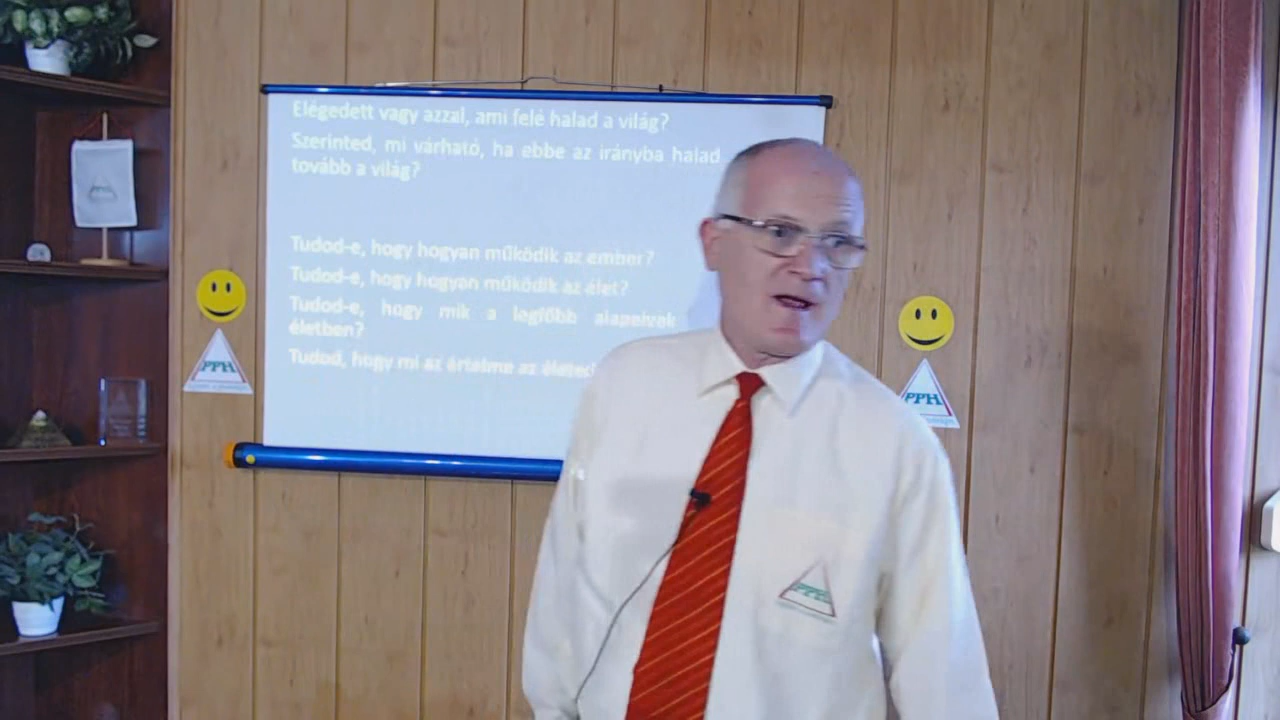 Elégedett vagy azzal, ami felé halad a világ?
Szerinted, mi várható, ha ebbe az irányba halad
tovább a világ?
Tudod-e, hogy hogyan működik az ember?
Tudod-e, hogy hogyan működik az élet?
Tudod-e, hogy mik a legfőbb alapelvek
életben?
Tudod, hogy mi az értelme az
PPH
PPH
PPH